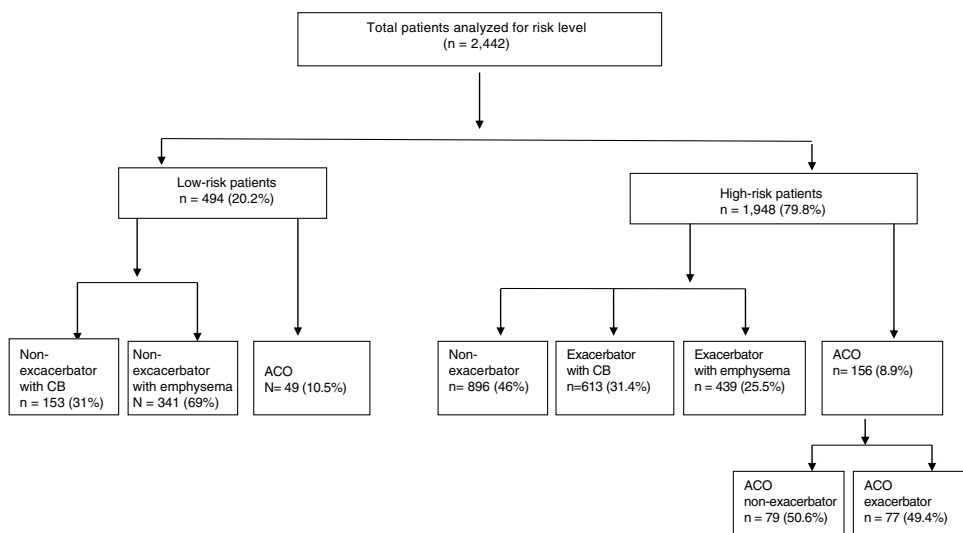 Total patients analyzed for risk level
(n = 2,442)
Low-risk patients
n = 494 (20.2%)
High-risk patients
n = 1,948 (79.8%)
Non-
excacerbator
with CB
n = 153 (31%)
Non-
excacerbator
with emphysema
N = 341 (69%)
ACO
N= 49 (10.5%)
Non-
exacerbator
n= 896 (46%)
Exacerbator
with CB
n=613 (31.4%)
Exacerbator
with emphysema
n= 439 (25.5%)
ACO
n= 156 (8.9%)
ACO
non-exacerbator
n = 79 (50.6%)
ACO
exacerbator
n = 77 (49.4%)